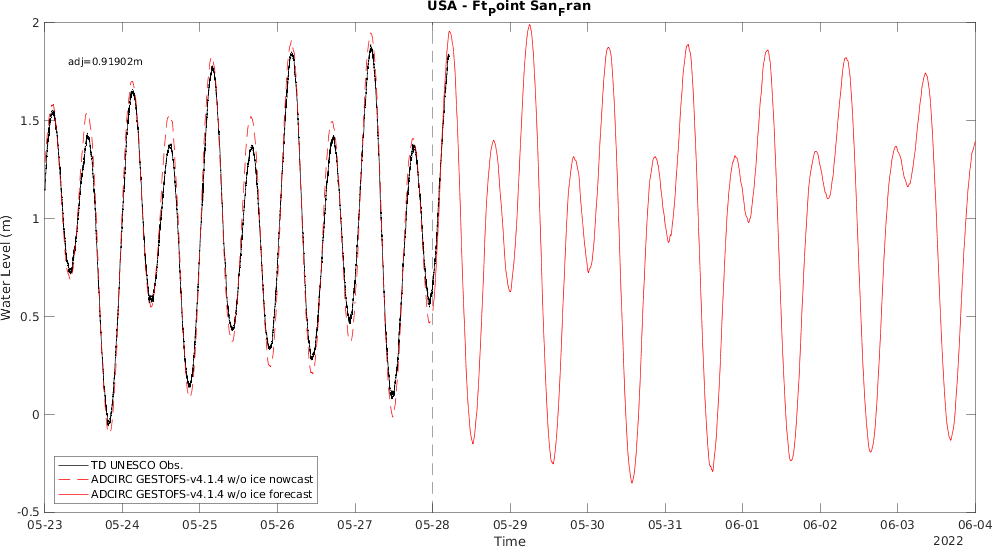 USA - Ft_Point San_Fran
adj=0.91902m
2
1.5
1
0.5
0
-0.5
Water Level (m)
TD UNESCO Obs.
ADCIRC GESTOFS-v4.1.4 w/o ice nowcast
ADCIRC GESTOFS-v4.1.4 w/o ice forecast
05-23 05-24 05-25 05-26 05-27 05-28 05-29 05-30 05-31 06-01 06-02 06-03 06-04
Time
2022